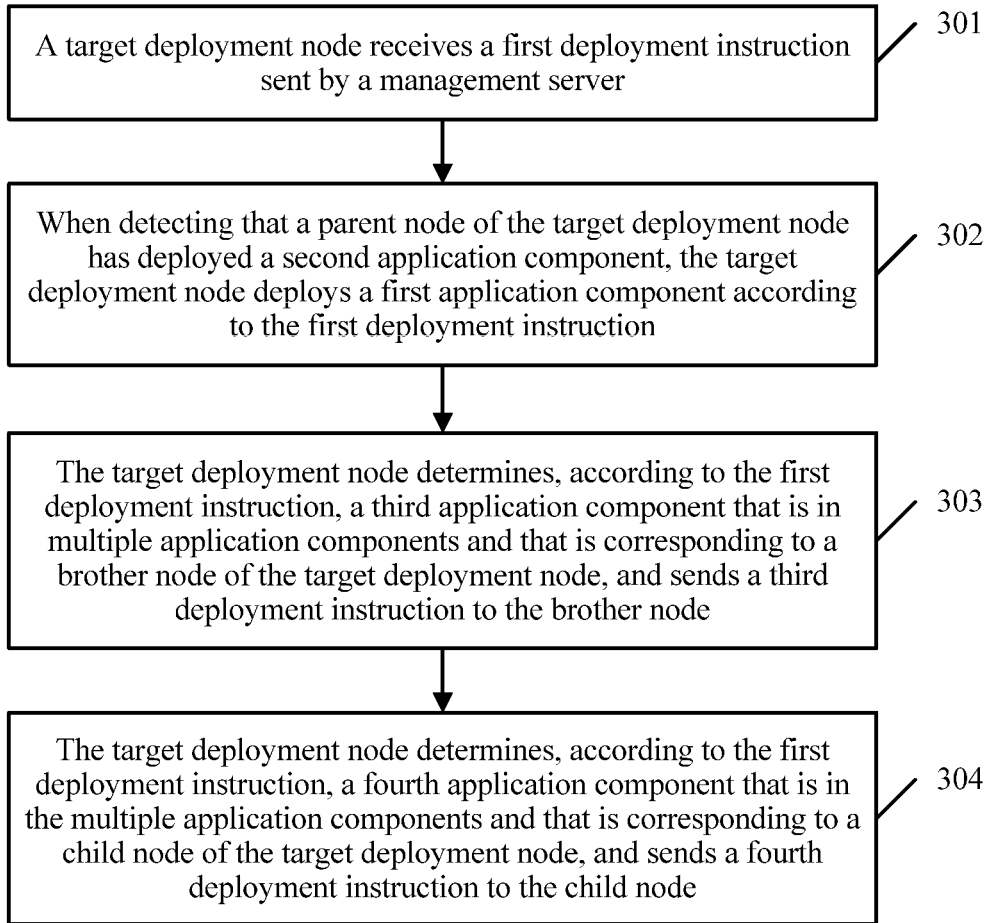 A target deployment node receives a first deployment instruction
sent by a management server
301
When detecting that a parent node of the target deployment node
has deployed a second application component, the target
deployment node deploys a first application component according
to the first deployment instruction
302
The target deployment node determines, according to the first
deployment instruction, a third application component that is in
multiple application components and that is corresponding to a
brother node of the target deployment node, and sends a third
deployment instruction to the brother node
303
The target deployment node determines, according to the first
deployment instruction, a fourth application component that is in
the multiple application components and that is corresponding to a
child node of the target deployment node, and sends a fourth
deployment instruction to the child node
304